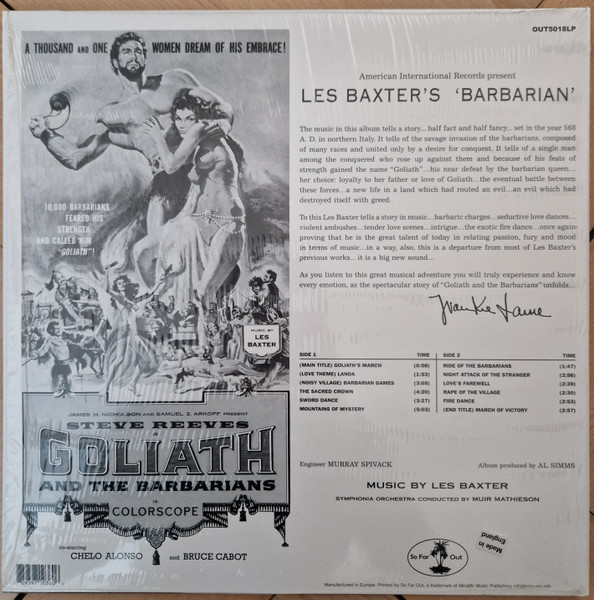 OUT5018LP
A THOUSAND and ONE WOMEN DREAM OF HIS EMBRACE!
10,000 BARBARIANS
FEARED HIS
STRENGTH
AND CALLED HIM
"GOLIATH"!
MUSIC BY
LES
BAXTER
JAMES H. NICHOLSON AND SAMUEL Z. ARKOFF PRESENT
STEVE REEVES
IN
GOLIATH
AND THE BARBARIANS
IN
COLORSCOPE
co-starring
CHELO ALONSO and BRUCE CABOT
American International Records present
LES BAXTER'S 'BARBARIAN'
The music in this album tells a story...half fact and half fancy... set in the year 568
A. D. in northern Italy. It tells of the savage invasion of the barbarians, composed
of many races and united only by a desire for conquest. It tells of a single man
among the conquered who rose up against them and because of his feats of
strength gained the name "Goliath"...his near defeat by the barbarian queen...
her choice: loyalty to her father or love of Goliath...the eventual battle between
these forces...a new life in a land which had routed an evil...an evil which had
destroyed itself with greed.
To this Les Baxter tells a story in music...barbaric charges...seductive love dances...
violent ambushes...tender love scenes...intrigue...the exotic fire dance...once again
proving that he is the great talent of today in relating passion, fury and mood
in terms of music...in a way, also, this is a departure from most of Les Baxter's
previous works... it is a big new sound...
As you listen to this great musical adventure you will truly experience and know
every emotion, as the spectacular story of "Goliath and the Barbarians" unfolds...
SIDE 1 TIME
(MAIN TITLE) GOLIATH'S MARCH (0:58)
(LOVE THEME) LANDA (1:53)
(NOISY VILLAGE) BARBARIAN GAMES (3:05)
THE SACRED CROWN (4:20)
SWORD DANCE (3:27)
MOUNTAINS OF MYSTERY (5:03)
SIDE 2 TIME
RIDE OF THE BARBARIANS (1:47)
NIGHT ATTACK OF THE STRANGER (2:06)
LOVE'S FAREWELL (2:39)
RAPE OF THE VILLAGE (2:30)
FIRE DANCE (2:53)
(END TITLE) MARCH OF VICTORY (2:57)
Engineer MURRAY SPIVACK Album produced by AL SIMMS
MUSIC BY LES BAXTER
SYMPHONIA ORCHESTRA CONDUCTED BY MUIR MATHIESON
So Far Out
Made in
England
Manufactured in Europe. Printed by So Far Out, a trademark of